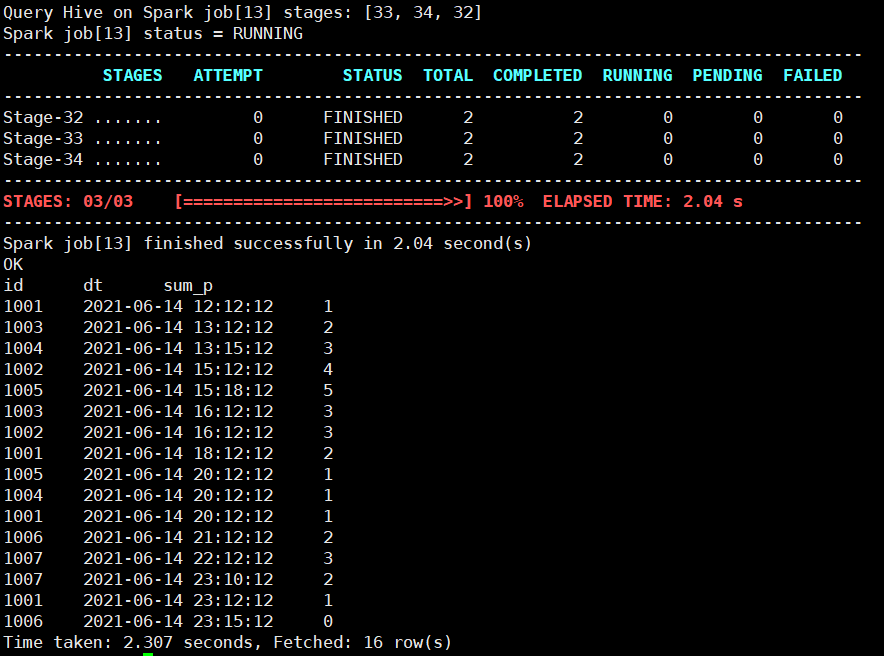 Query Hive on Spark job[13] stages: [33, 34, 32]
Spark job[13] status = RUNNING
--------------------------------------------------------------------------------------
STAGES ATTEMPT STATUS TOTAL COMPLETED RUNNING PENDING FAILED
--------------------------------------------------------------------------------------
Stage-32 ....... 0 FINISHED 2 2 0 0 0
Stage-33 ....... 0 FINISHED 2 2 0 0 0
Stage-34 ....... 0 FINISHED 2 2 0 0 0
--------------------------------------------------------------------------------------
STAGES: 03/03 [==========================>>] 100% ELAPSED TIME: 2.04 s
--------------------------------------------------------------------------------------
Spark job[13] finished successfully in 2.04 second(s)
OK
id dt sum_p
1001 2021-06-14 12:12:12 1
1003 2021-06-14 13:12:12 2
1004 2021-06-14 13:15:12 3
1002 2021-06-14 15:12:12 4
1005 2021-06-14 15:18:12 5
1003 2021-06-14 16:12:12 3
1002 2021-06-14 16:12:12 3
1001 2021-06-14 18:12:12 2
1005 2021-06-14 20:12:12 1
1004 2021-06-14 20:12:12 1
1001 2021-06-14 20:12:12 1
1006 2021-06-14 21:12:12 2
1007 2021-06-14 22:12:12 3
1007 2021-06-14 23:10:12 2
1001 2021-06-14 23:12:12 1
1006 2021-06-14 23:15:12 0
Time taken: 2.307 seconds, Fetched: 16 row(s)